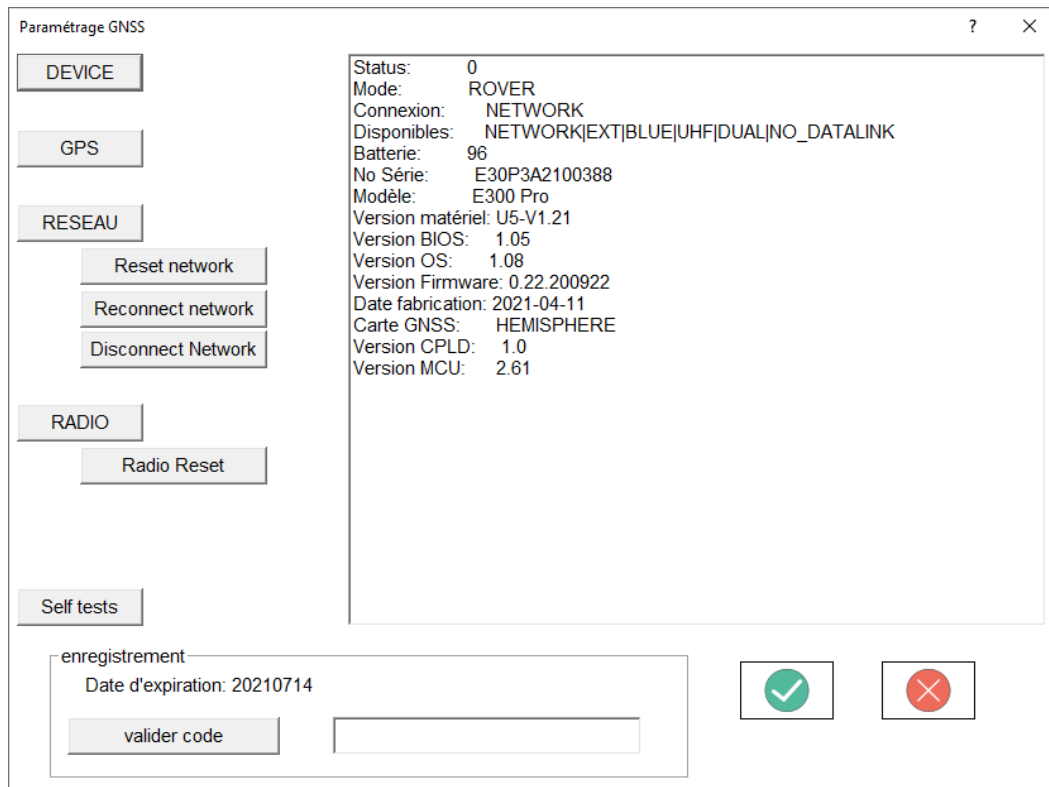 Paramétrage GNSS
?
DEVICE
GPS
RESEAU
Reset network
Reconnect network
Disconnect Network
RADIO
Radio Reset
Self tests
Status: 0
Mode: ROVER
Connexion: NETWORK
Disponibles: NETWORK|EXT|BLUE|UHF|DUAL|NO_DATALINK
Batterie: 96
No Série: E30P3A2100388
Modèle: E300 Pro
Version matériel: U5-V1.21
Version BIOS: 1.05
Version OS: 1.08
Version Firmware: 0.22.200922
Date fabrication: 2021-04-11
Carte GNSS: HEMISPHERE
Version CPLD: 1.0
Version MCU: 2.61
enregistrement
Date d'expiration: 20210714
valider code